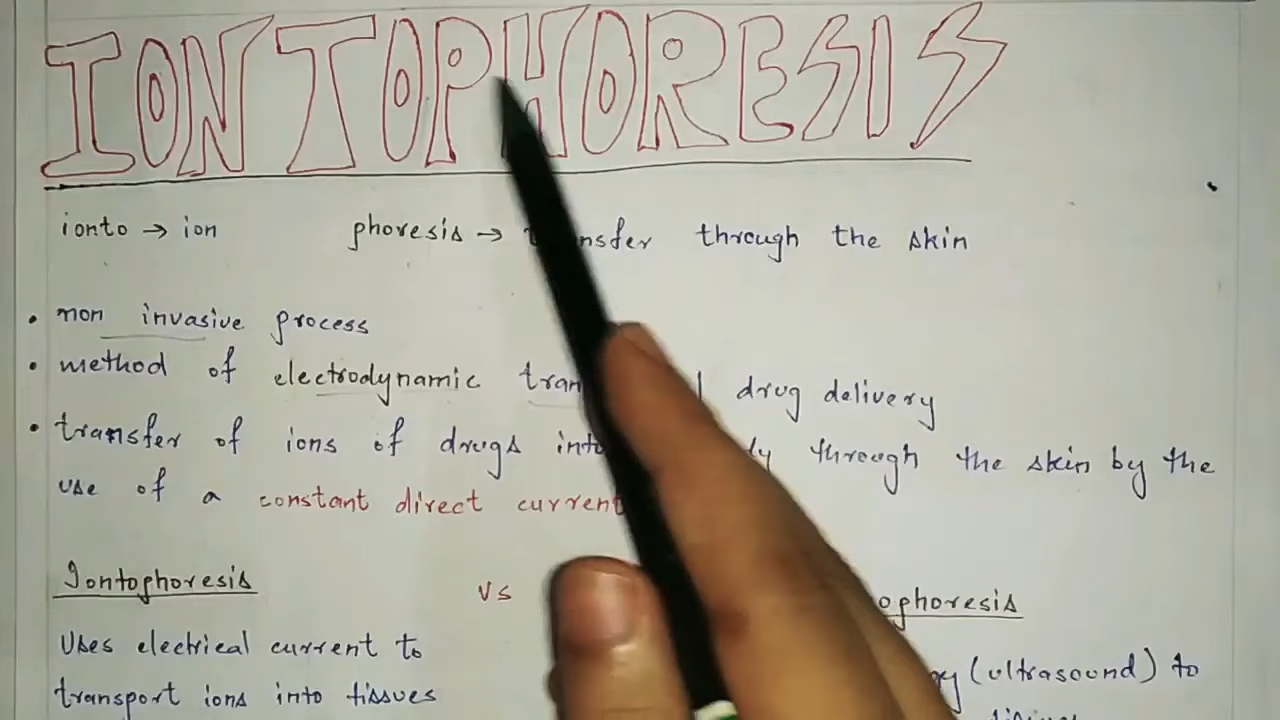 IONTOPHORESIS
ionto → ion phoresis → transfer through the skin
• non invasive process
• method of electrodynamic drug delivery
• transfer of ions of drugs into through the skin by the
use of a constant direct current
Iontophoresis vs ophoresis
Uses electrical current to (ultrasound) to
transport ions into tissues